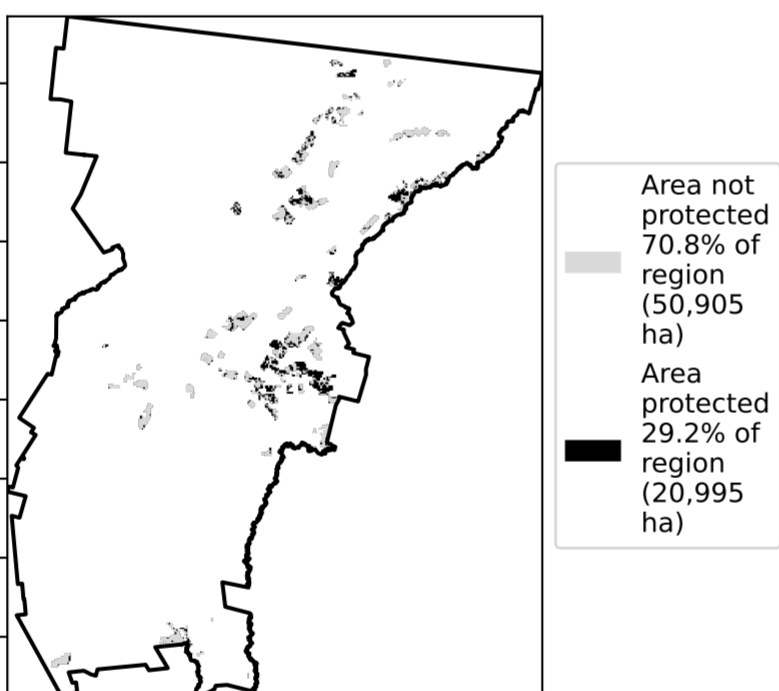 Area not
protected
70.8% of
region
(50,905
ha)
Area
protected
29.2% of
region
(20,995
ha)